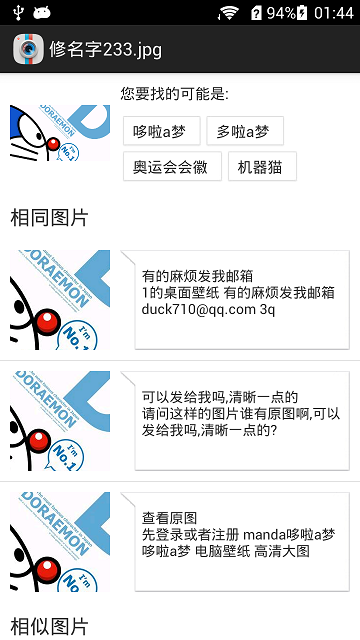 94% 01:44
修名字233.jpg
您要找的可能是:
哆啦a梦 多啦a梦
奥运会会徽 机器猫
DORAEMON
I'm
No.1
相同图片
DORAEMON
I'm
No.1
有的麻烦发我邮箱
1的桌面壁纸 有的麻烦发我邮箱
duck710@qq.com 3q
DORAEMON
I'm
No.1
可以发给我吗,清晰一点的
请问这样的图片谁有原图啊,可以
发给我吗,清晰一点的?
DORAEMON
I'm
No.1
查看原图
先登录或者注册 manda哆啦a梦
哆啦a梦 电脑壁纸 高清大图
相似图片